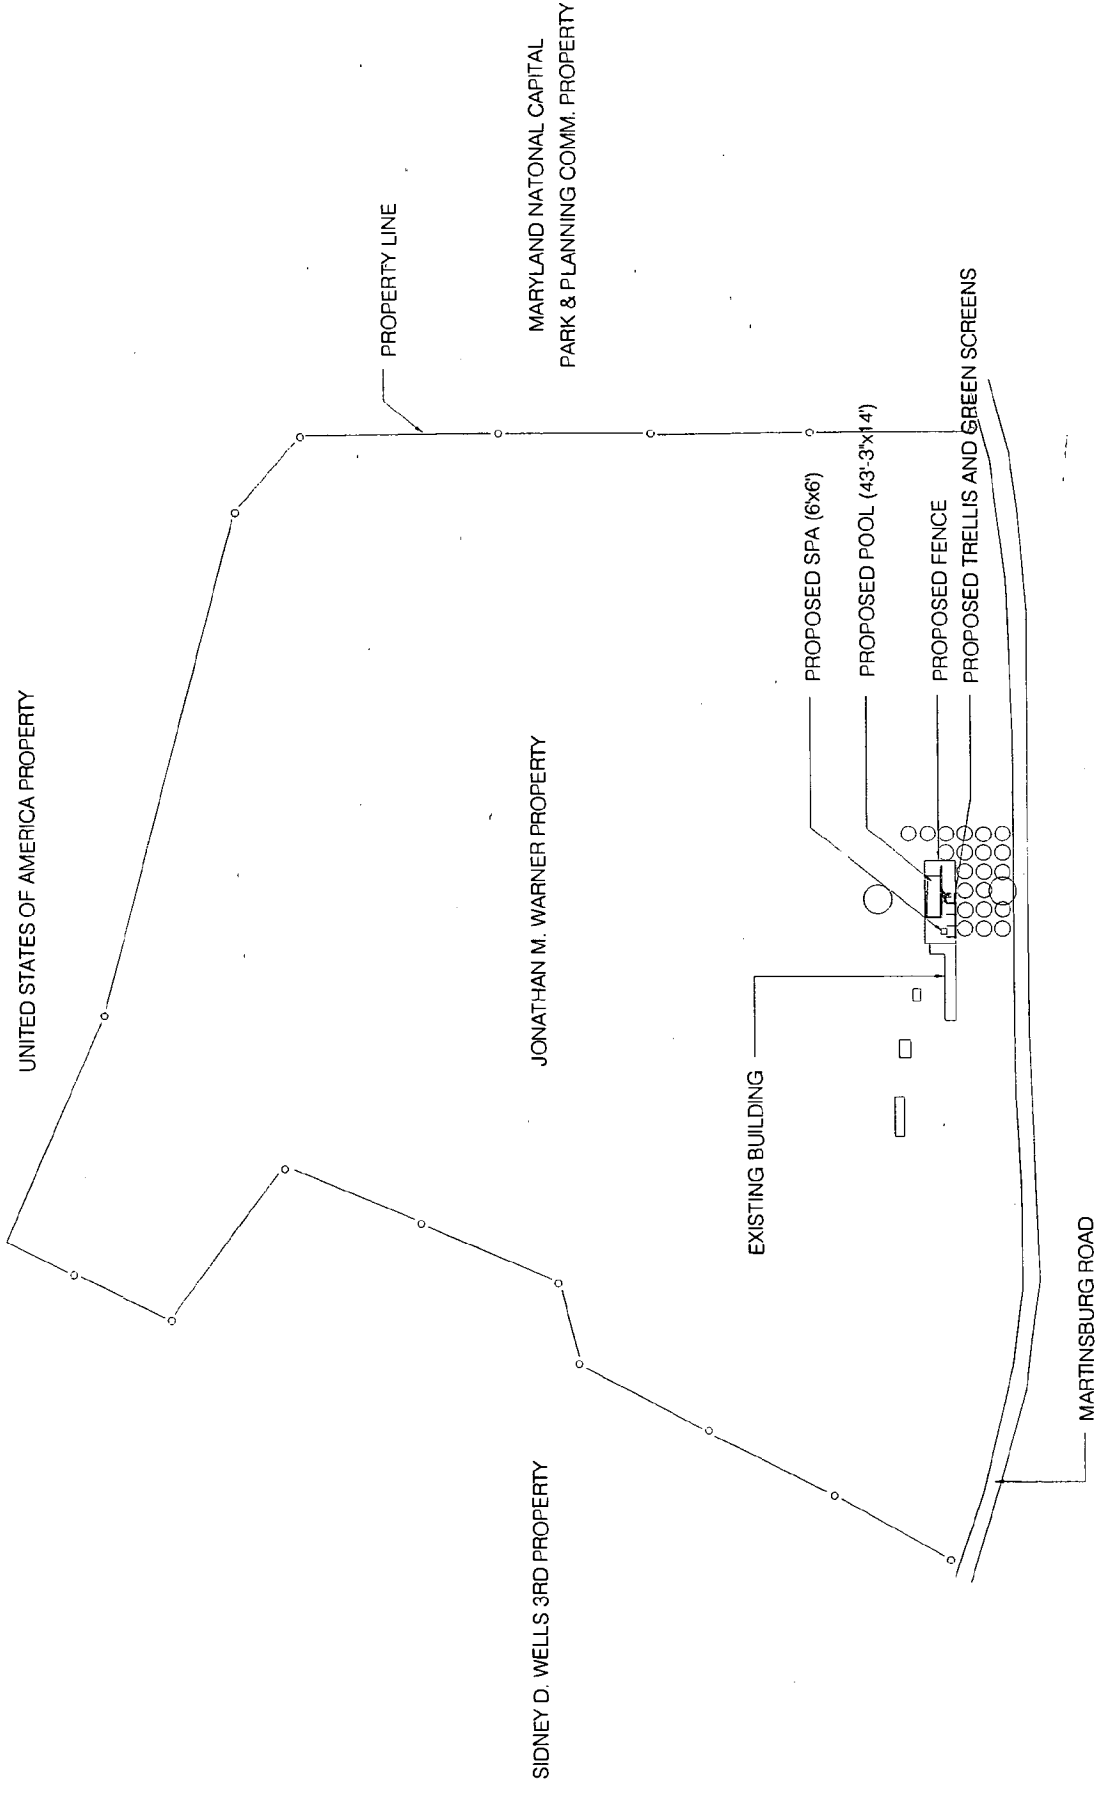 UNITED STATES OF AMERICA PROPERTY
PROPERTY LINE
MARYLAND NATONAL CAPITAL
PARK & PLANNING COMM. PROPERTY
JONATHAN M. WARNER PROPERTY
SIDNEY D. WELLS 3RD PROPERTY
EXISTING BUILDING
PROPOSED SPA (6'x6')
PROPOSED POOL (43'-3"x14')
PROPOSED FENCE
PROPOSED TRELLIS AND GREEN SCREENS
MARTINSBURG ROAD